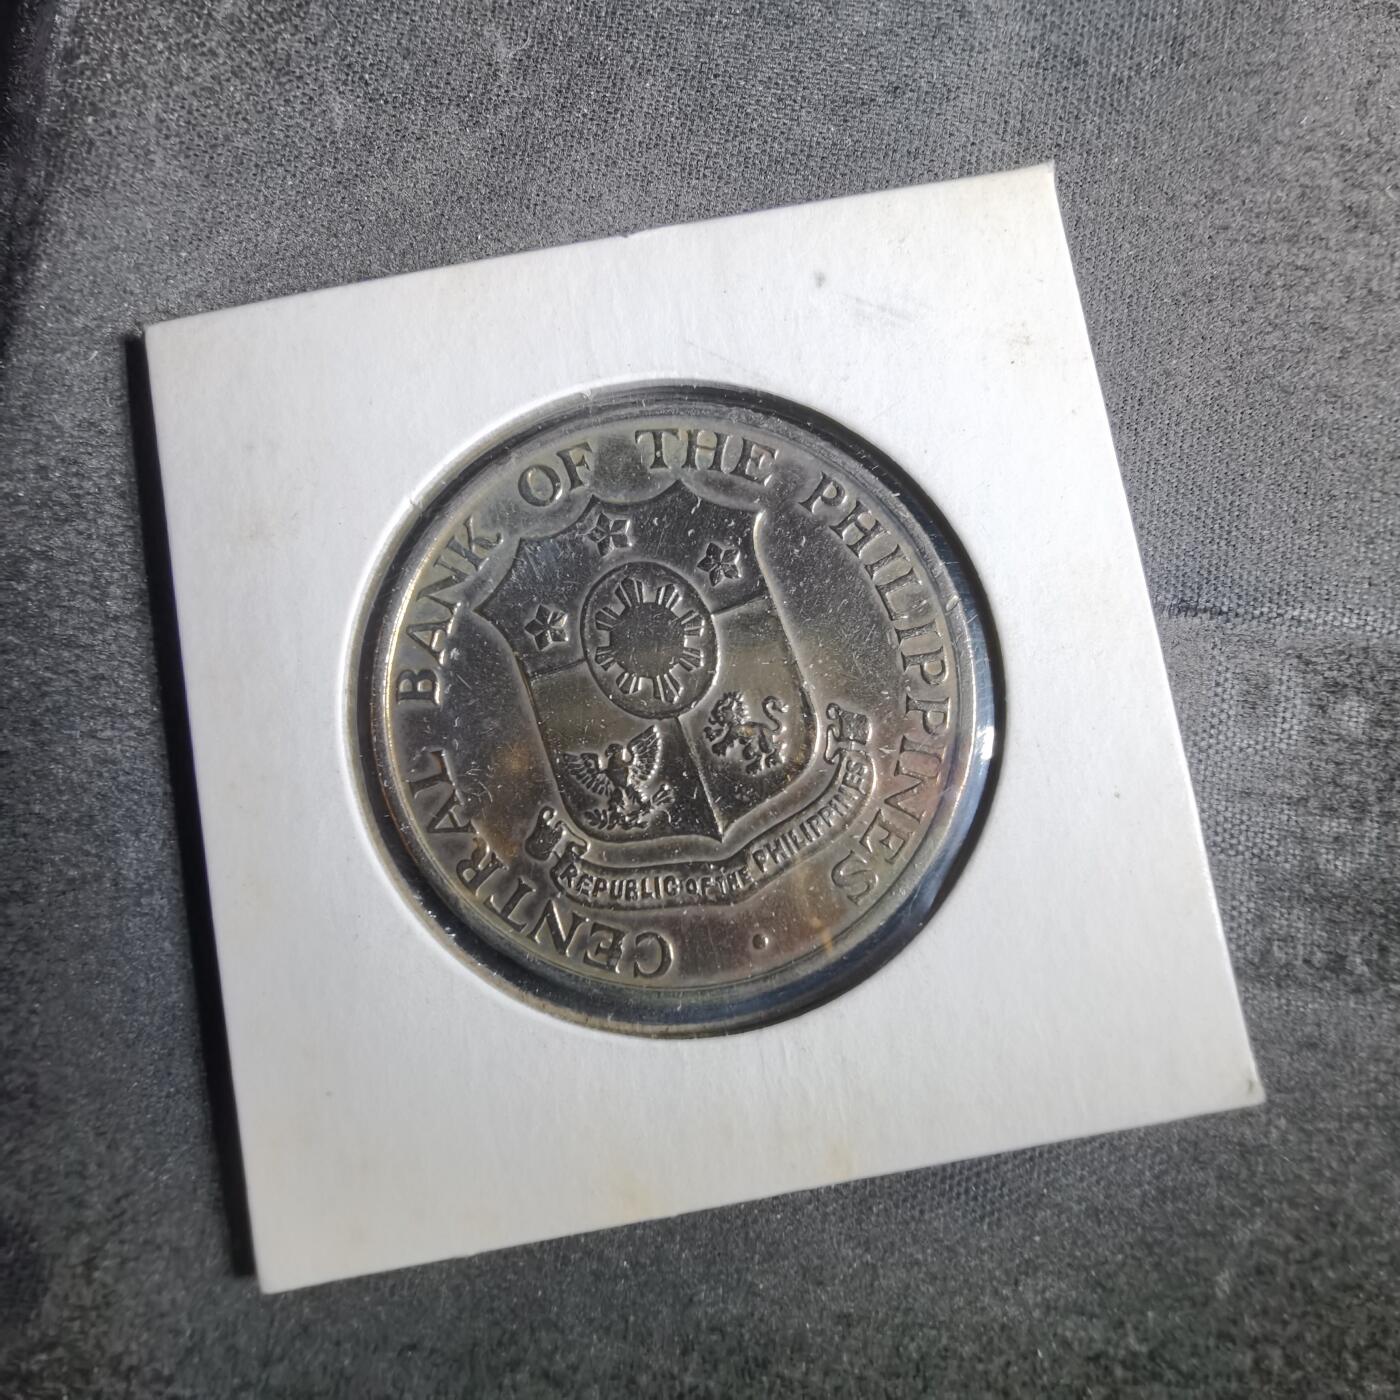 CENTRAL BANK OF THE PHILIPPINES
REPUBLIC OF THE PHILIPPINES